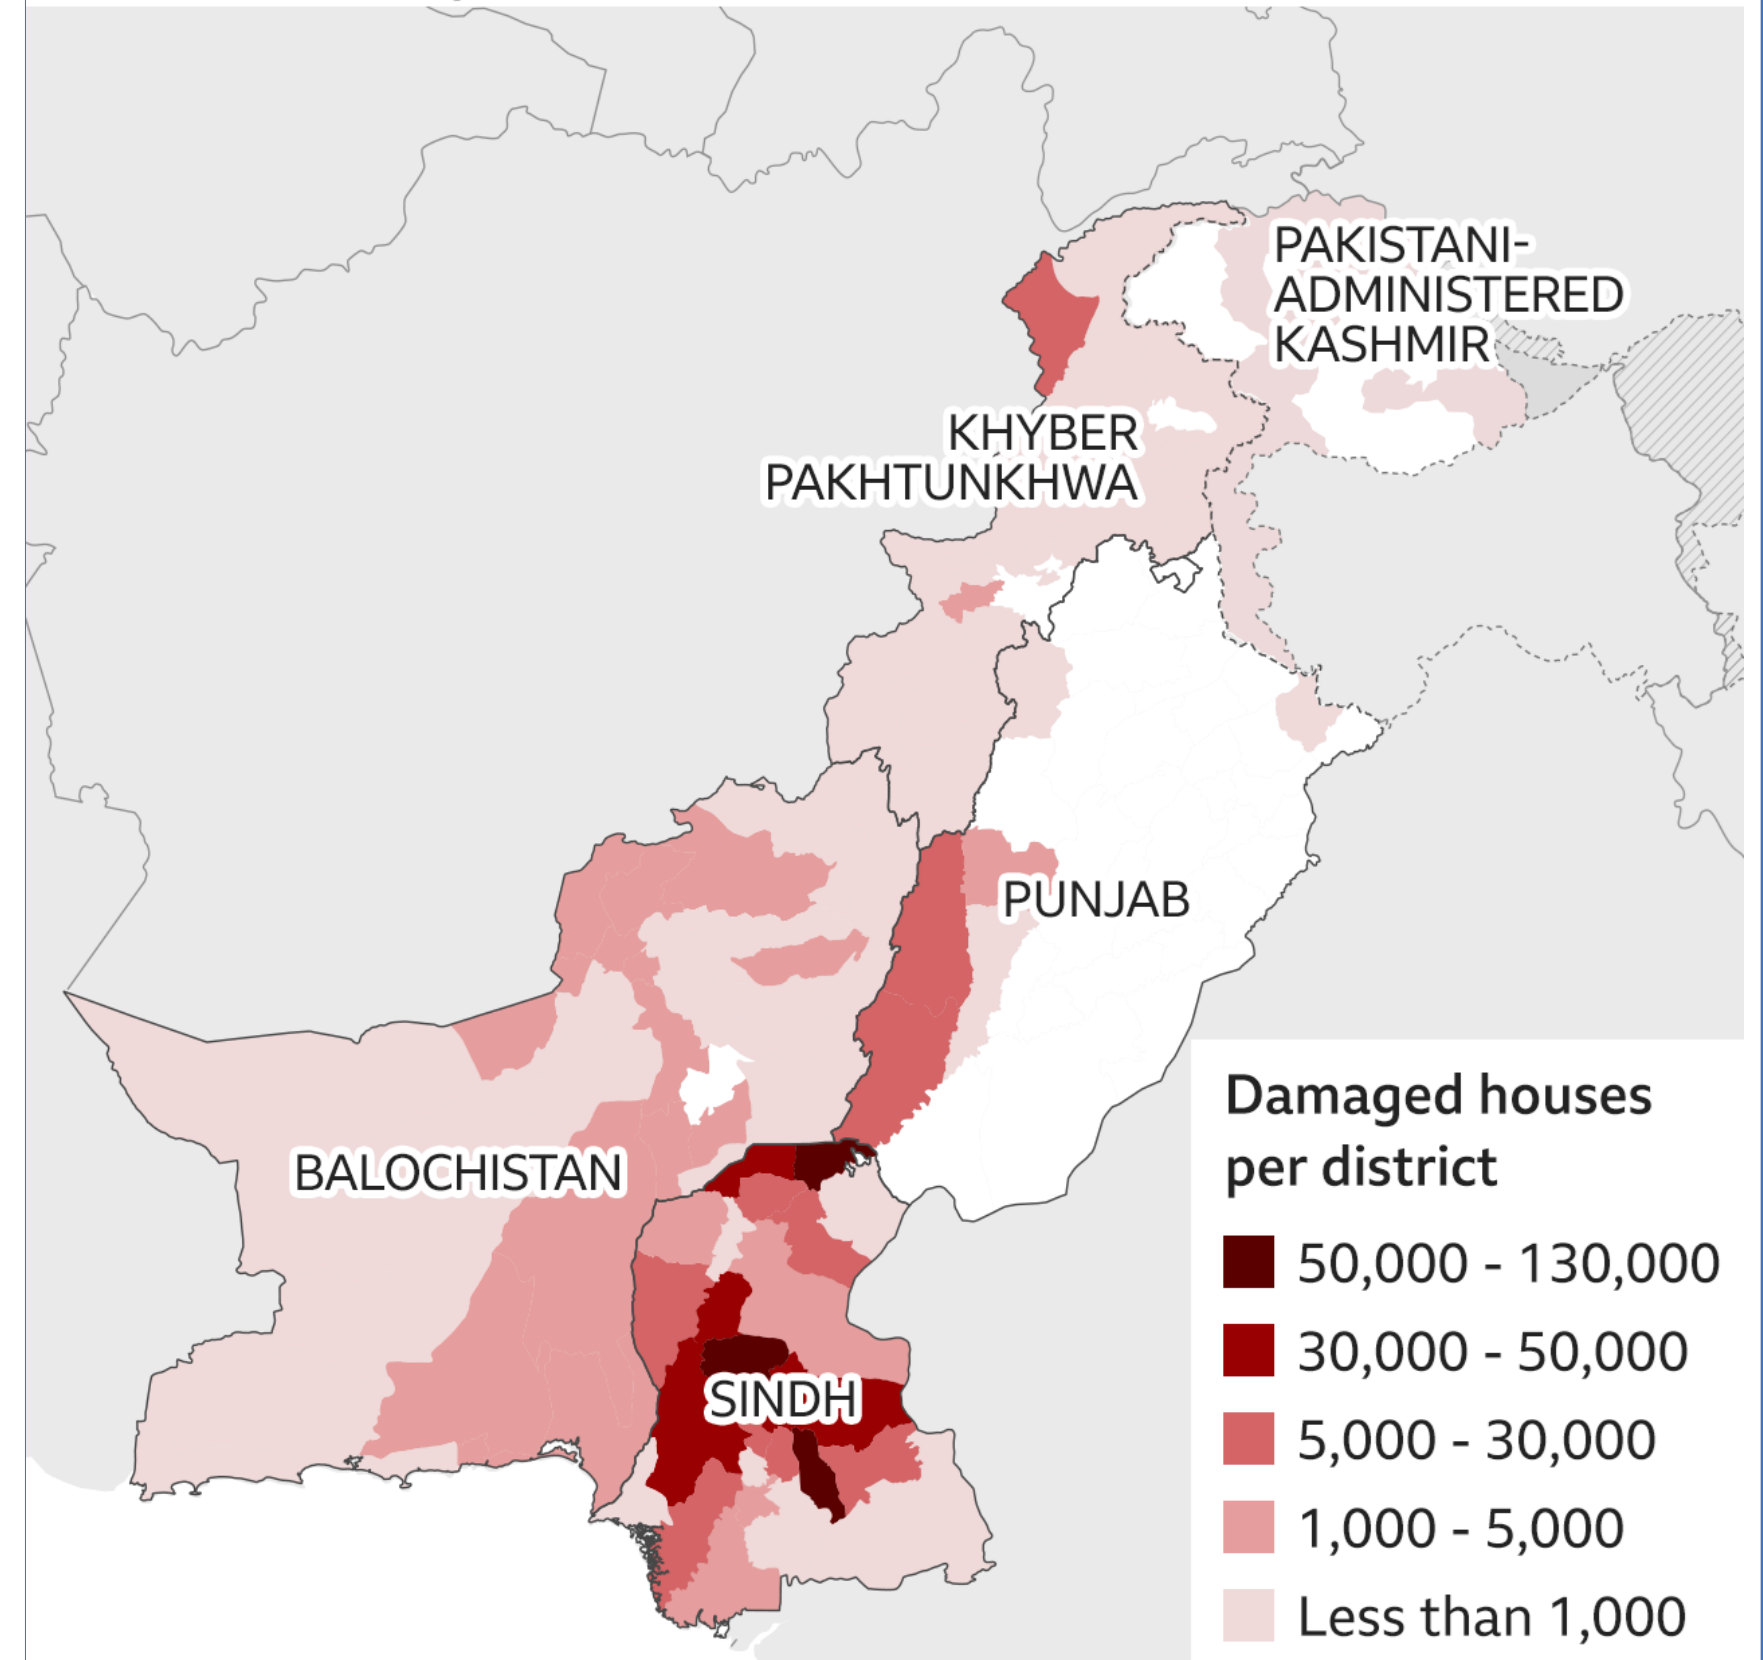 PAKISTANI-
ADMINISTERED
KASHMIR
KHYBER
PAKHTUNKHWA
PUNJAB
BALOCHISTAN
SINDH
Damaged houses
per district
50,000 - 130,000
30,000 - 50,000
5,000 - 30,000
1,000 - 5,000
Less than 1,000